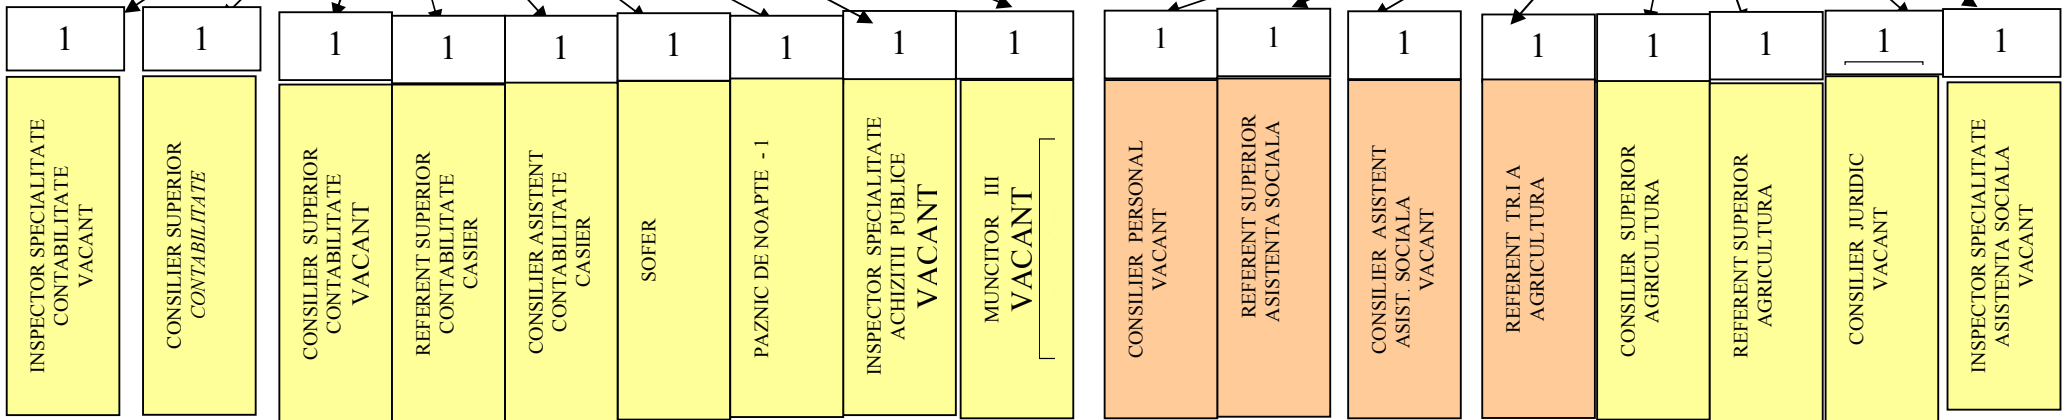 1
INSPECTOR SPECIALITATE
CONTABILITATE
VACANT
1
CONSILIER SUPERIOR
CONTABILITATE
1
CONSILIER SUPERIOR
CONTABILITATE
VACANT
1
REFERENT SUPERIOR
CONTABILITATE
CASIER
1
CONSILIER ASISTENT
CONTABILITATE
CASIER
1
SOFER
1
PAZNIC DE NOAPTE - 1
1
INSPECTOR SPECIALITATE
ACHIZITII PUBLICE
VACANT
1
MUNCITOR III
VACANT
1
CONSILIER PERSONAL
VACANT
1
REFERENT SUPERIOR
ASISTENTA SOCIALA
1
CONSILIER ASISTENT
ASIST. SOCIALA
VACANT
1
REFERENT TR.I A
AGRICULTURA
1
CONSILIER SUPERIOR
AGRICULTURA
1
REFERENT SUPERIOR
AGRICULTURA
1
CONSILIER JURIDIC
VACANT
1
INSPECTOR SPECIALITATE
ASISTENTA SOCIALA
VACANT